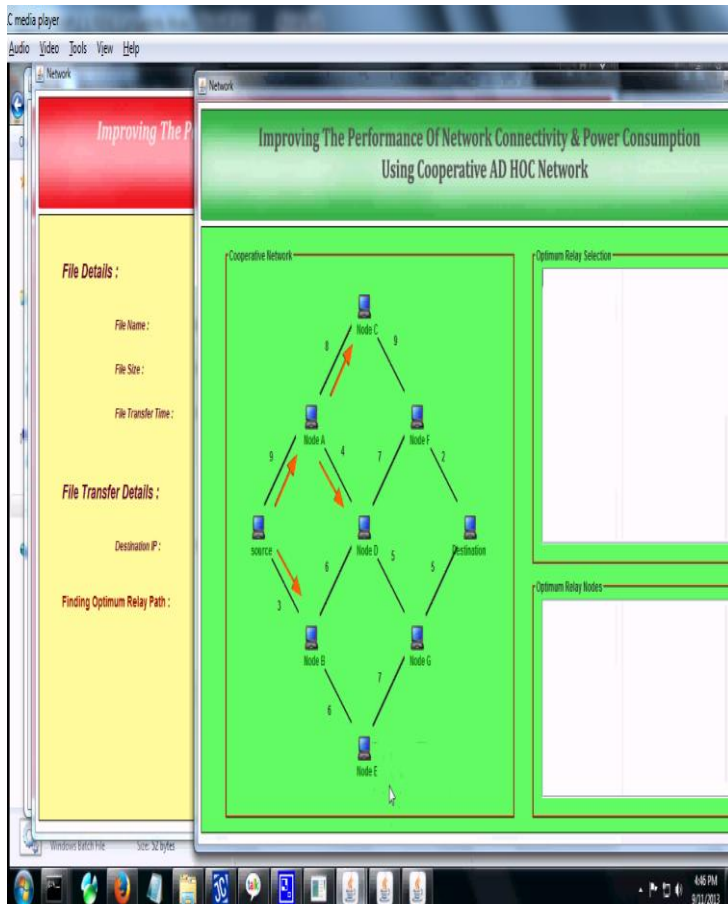 C media player
Audio Video Tools View Help
Network
Network
Improving The P
Improving The Performance Of Network Connectivity & Power Consumption
Using Cooperative AD HOC Network
File Details :
File Name :
File Size :
File Transfer Time :
File Transfer Details :
Destination IP :
Finding Optimum Relay Path :
Cooperative Network
Node C
8
9
Node A
Node F
9
4
7
2
source
Node D
Destination
6
5
5
3
Node B
Node G
6
7
Node E
Optimum Relay Selection
Optimum Relay Nodes
Windows Batch File Size: 52 bytes
4:46 PM
9/11/2013